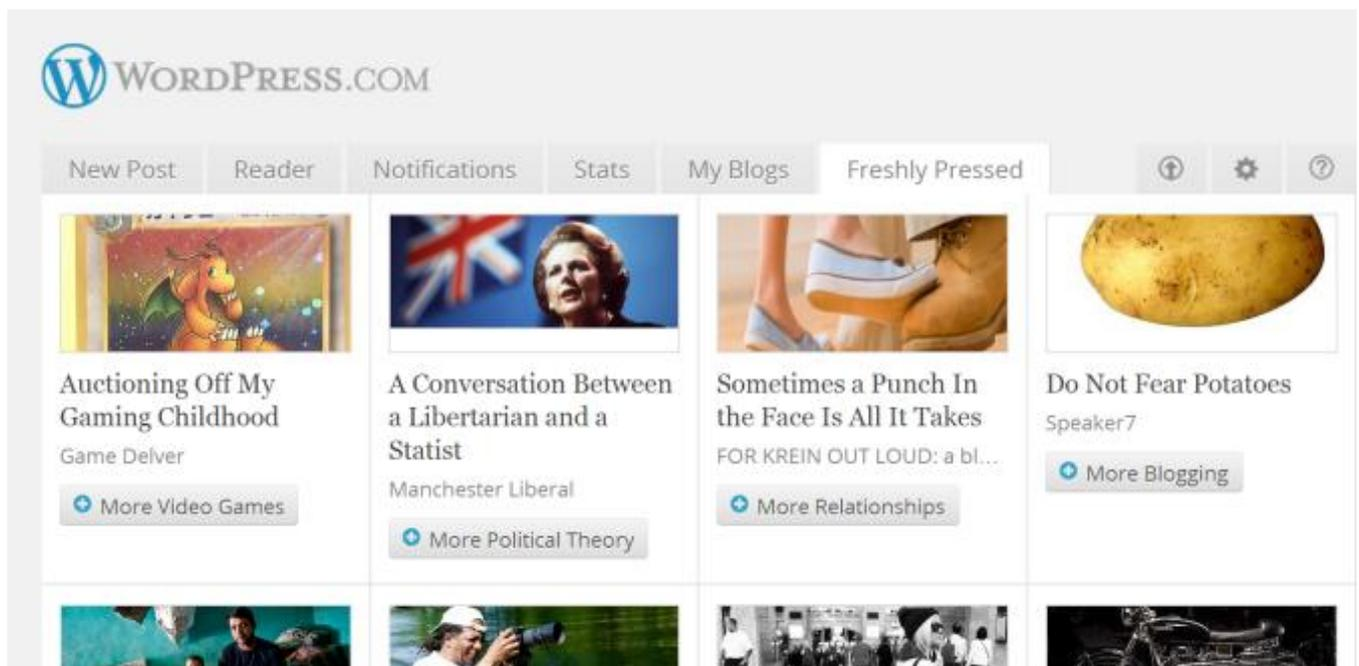 WORDPRESS.COM
New Post
Reader
Notifications
Stats
My Blogs
Freshly Pressed
Auctioning Off My
Gaming Childhood
Game Delver
More Video Games
A Conversation Between
a Libertarian and a
Statist
Manchester Liberal
More Political Theory
Sometimes a Punch In
the Face Is All It Takes
FOR KREIN OUT LOUD: a bl...
More Relationships
Do Not Fear Potatoes
Speaker7
More Blogging